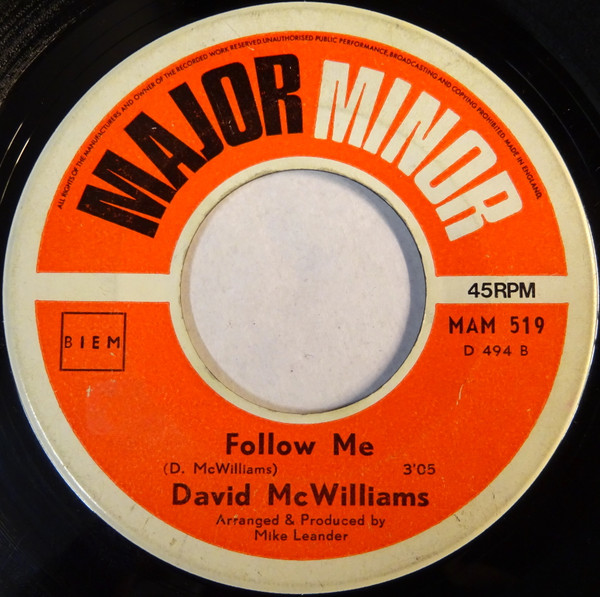 ALL RIGHTS OF THE MANUFACTURERS AND OWNER OF THE RECORDED WORK RESERVED. UNAUTHORISED PUBLIC PERFORMANCE, BROADCASTING AND COPYING PROHIBITED. MADE IN ENGLAND.
MAJOR MINOR
45RPM
BIEM
MAM 519
D 494 B
Follow Me
(D. McWilliams) 3'05
David McWilliams
Arranged & Produced by
Mike Leander